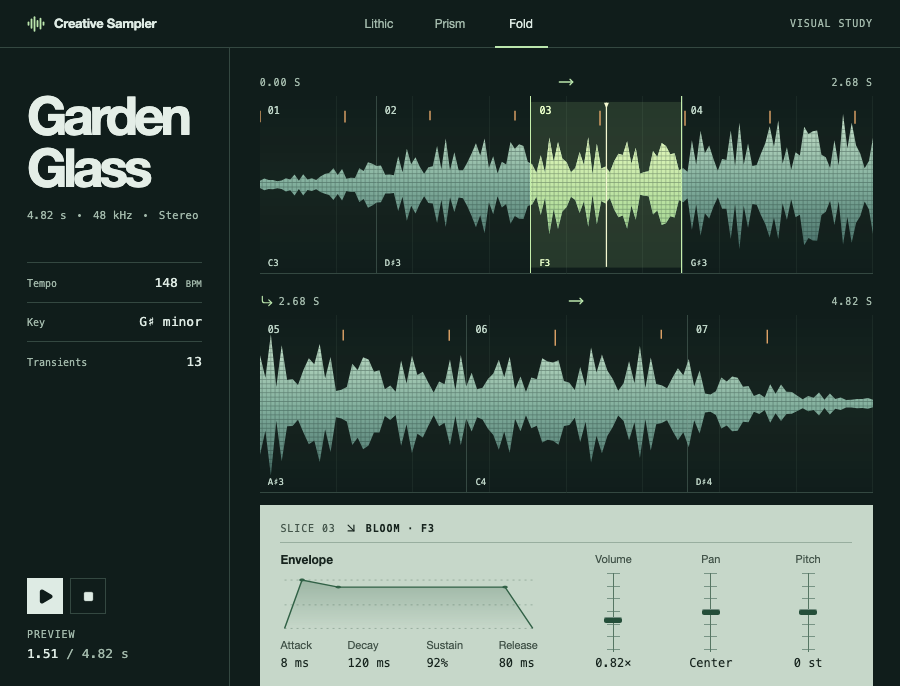 Creative Sampler
Lithic Prism Fold
VISUAL STUDY
Garden
Glass
4.82 s • 48 kHz • Stereo
Tempo 148 BPM
Key G♯ minor
Transients 13
PREVIEW
1.51 / 4.82 s
0.00 S → 2.68 S
01 02 03 04
C3 D♯3 F3 G♯3
↳ 2.68 S → 4.82 S
05 06 07
A♯3 C4 D♯4
SLICE 03 ↘ BLOOM · F3
Envelope
Attack Decay Sustain Release
8 ms 120 ms 92% 80 ms
Volume Pan Pitch
0.82× Center 0 st